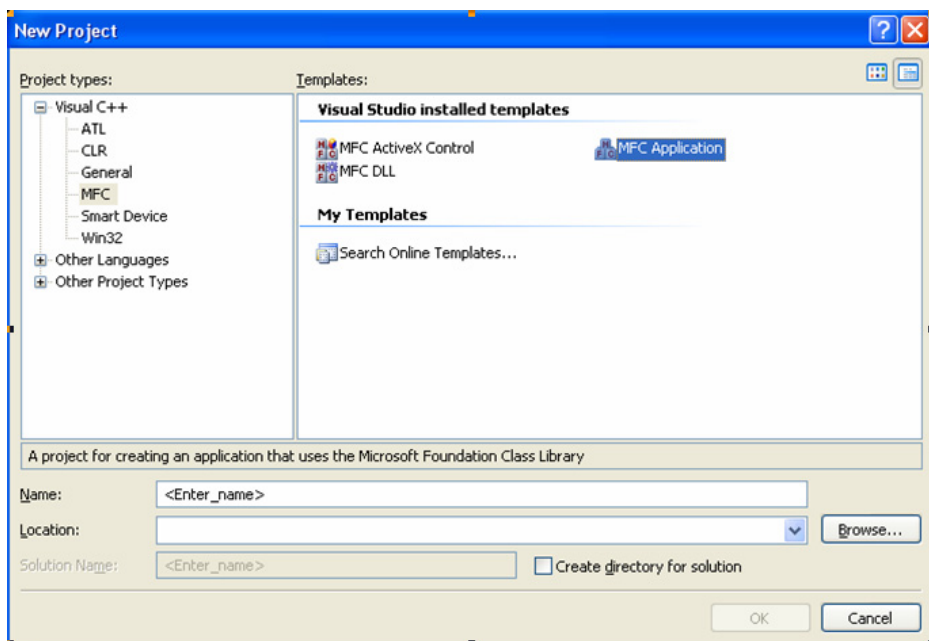 New Project
Project types:
Templates:
Visual C++
ATL
CLR
General
MFC
Smart Device
Win32
Other Languages
Other Project Types
Visual Studio installed templates
MFC ActiveX Control
MFC Application
MFC DLL
My Templates
Search Online Templates...
A project for creating an application that uses the Microsoft Foundation Class Library
Name:
<Enter_name>
Location:
Browse...
Solution Name:
<Enter_name>
Create directory for solution
OK
Cancel